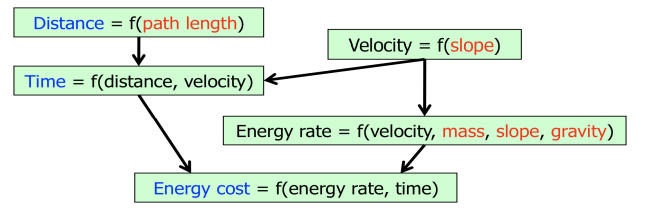 Distance = f(path length)
Velocity = f(slope)
Time = f(distance, velocity)
Energy rate = f(velocity, mass, slope, gravity)
Energy cost = f(energy rate, time)